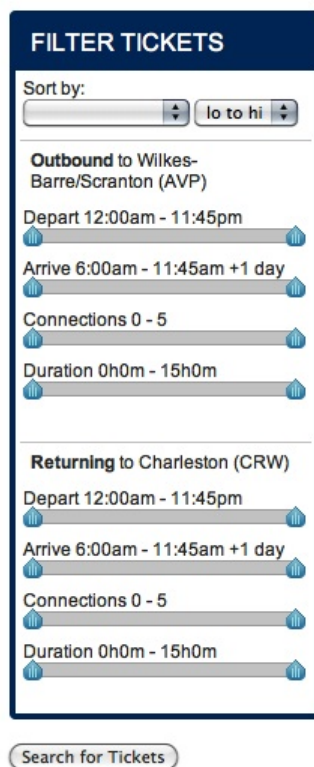 FILTER TICKETS
Sort by:
lo to hi
Outbound to Wilkes-
Barre/Scranton (AVP)
Depart 12:00am - 11:45pm
Arrive 6:00am - 11:45am +1 day
Connections 0 - 5
Duration 0h0m - 15h0m
Returning to Charleston (CRW)
Depart 12:00am - 11:45pm
Arrive 6:00am - 11:45am +1 day
Connections 0 - 5
Duration 0h0m - 15h0m
Search for Tickets